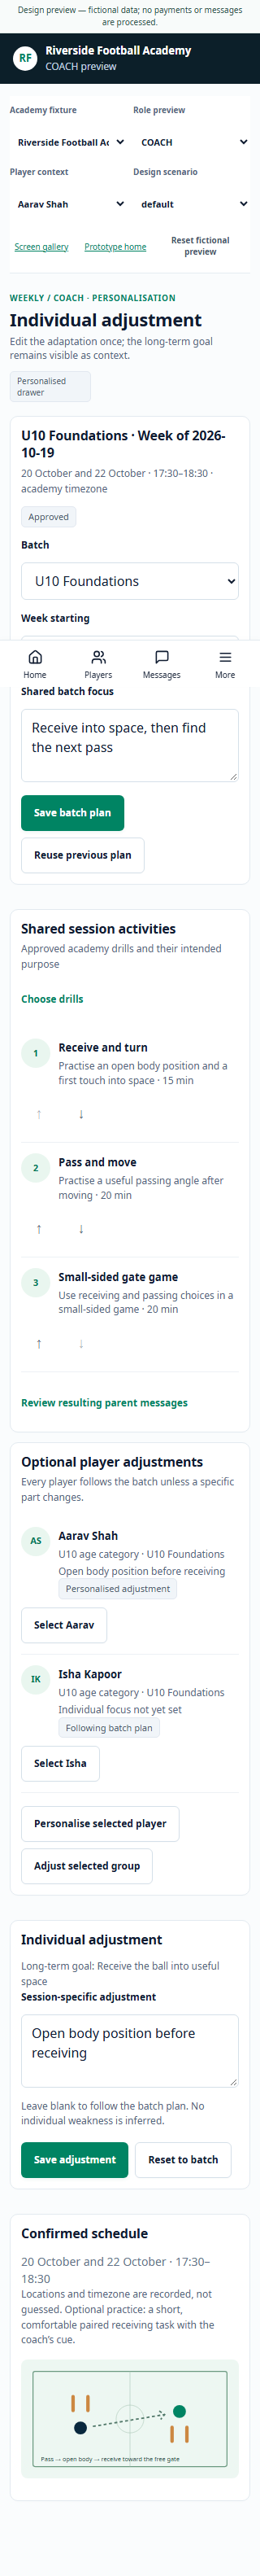 Design preview — fictional data; no payments or messages
are processed.
RF
Riverside Football Academy
COACH preview
Academy fixture
Role preview
Riverside Football Ac
COACH
Player context
Design scenario
Aarav Shah
default
Screen gallery
Prototype home
Reset fictional
preview
WEEKLY / COACH · PERSONALISATION
Individual adjustment
Edit the adaptation once; the long-term goal
remains visible as context.
Personalised
drawer
U10 Foundations · Week of 2026-
10-19
20 October and 22 October · 17:30–18:30 ·
academy timezone
Approved
Batch
U10 Foundations
Week starting
Home
Players
Messages
More
Shared batch focus
Receive into space, then find
the next pass
Save batch plan
Reuse previous plan
Shared session activities
Approved academy drills and their intended
purpose
Choose drills
1
Receive and turn
Practise an open body position and a
first touch into space · 15 min
↑ ↓
2
Pass and move
Practise a useful passing angle after
moving · 20 min
↑ ↓
3
Small-sided gate game
Use receiving and passing choices in a
small-sided game · 20 min
↑ ↓
Review resulting parent messages
Optional player adjustments
Every player follows the batch unless a specific
part changes.
AS
Aarav Shah
U10 age category · U10 Foundations
Open body position before receiving
Personalised adjustment
Select Aarav
IK
Isha Kapoor
U10 age category · U10 Foundations
Individual focus not yet set
Following batch plan
Select Isha
Personalise selected player
Adjust selected group
Individual adjustment
Long-term goal: Receive the ball into useful
space
Session-specific adjustment
Open body position before
receiving
Leave blank to follow the batch plan. No
individual weakness is inferred.
Save adjustment
Reset to batch
Confirmed schedule
20 October and 22 October · 17:30–
18:30
Locations and timezone are recorded, not
guessed. Optional practice: a short,
comfortable paired receiving task with the
coach's cue.
Pass → open body → receive toward the free gate